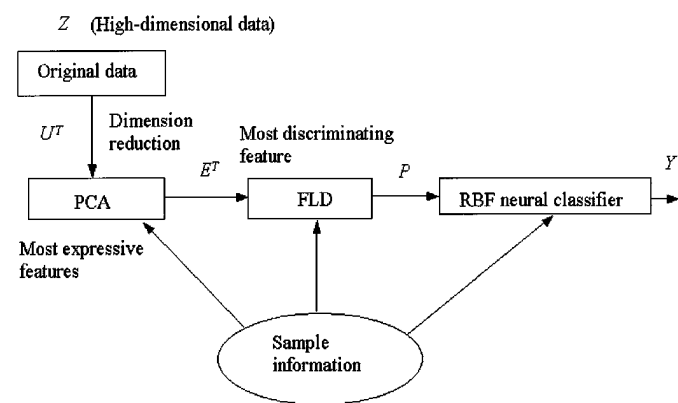 Z (High-dimensional data)
Original data
U^T
Dimension
reduction
Most discriminating
feature
E^T
P
Y
PCA
FLD
RBF neural classifier
Most expressive
features
Sample
information